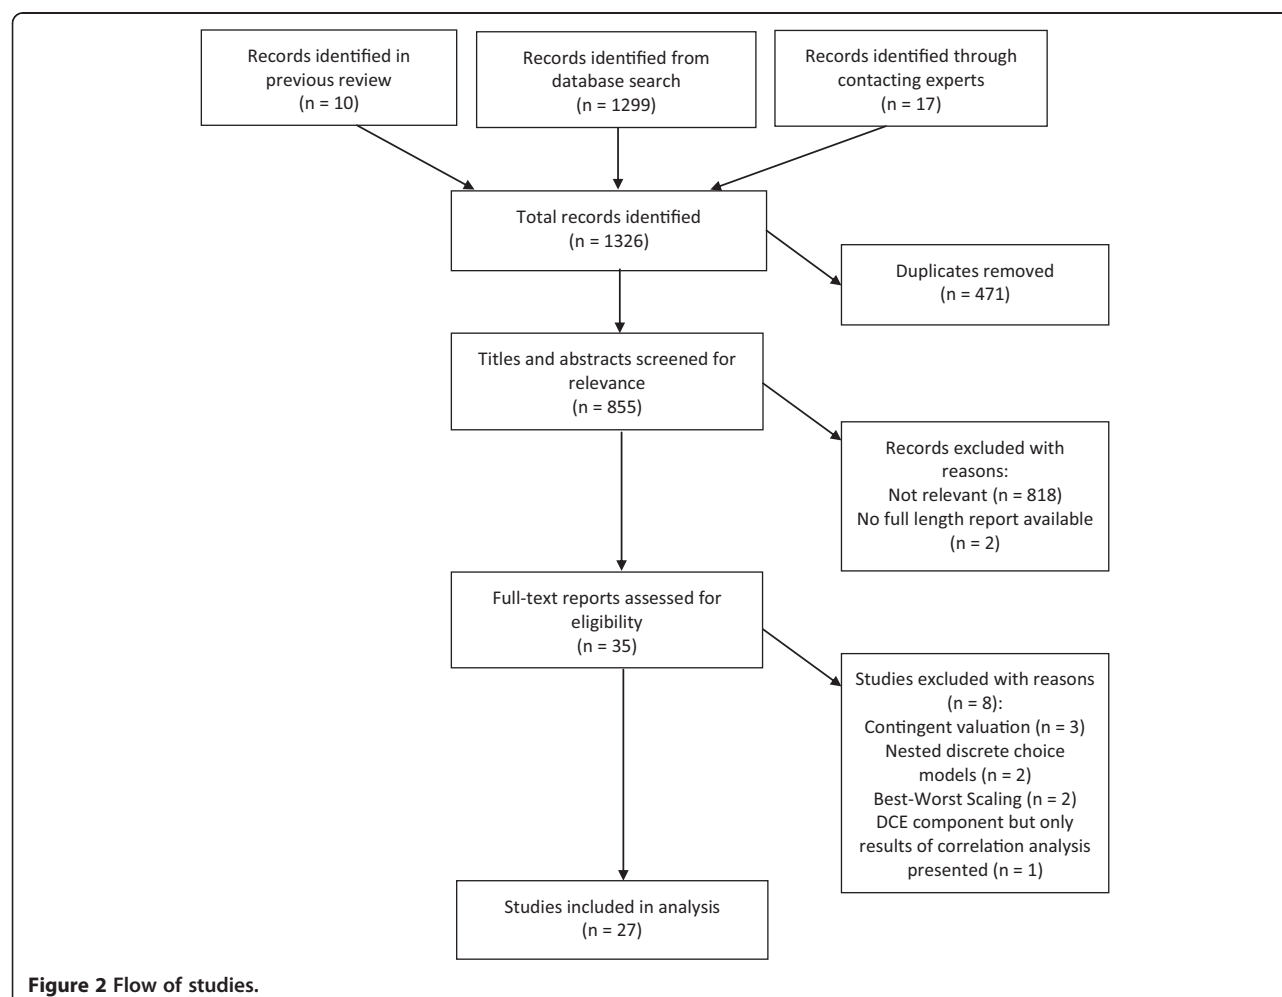 Records identified in
previous review
(n = 10)
Records identified from
database search
(n = 1299)
Records identified through
contacting experts
(n = 17)
Total records identified
(n = 1326)
Duplicates removed
(n = 471)
Titles and abstracts screened for
relevance
(n = 855)
Records excluded with
reasons:
Not relevant (n = 818)
No full length report available
(n = 2)
Full-text reports assessed for
eligibility
(n = 35)
Studies excluded with reasons
(n = 8):
Contingent valuation (n = 3)
Nested discrete choice
models (n = 2)
Best-Worst Scaling (n = 2)
DCE component but only
results of correlation analysis
presented (n = 1)
Studies included in analysis
(n = 27)
Figure 2 Flow of studies.